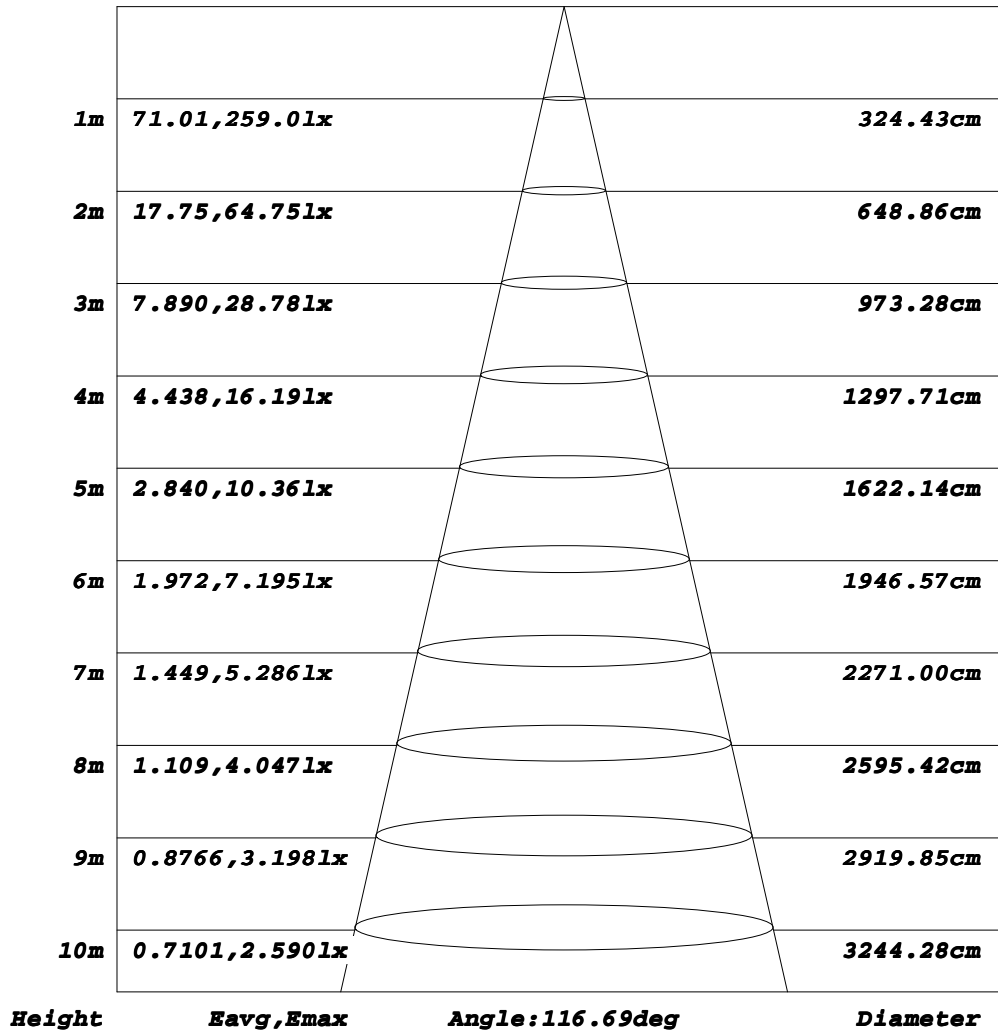 1m 71.01,259.0lx 324.43cm
2m 17.75,64.75lx 648.86cm
3m 7.890,28.78lx 973.28cm
4m 4.438,16.19lx 1297.71cm
5m 2.840,10.36lx 1622.14cm
6m 1.972,7.195lx 1946.57cm
7m 1.449,5.286lx 2271.00cm
8m 1.109,4.047lx 2595.42cm
9m 0.8766,3.198lx 2919.85cm
10m 0.7101,2.590lx 3244.28cm
Height Eavg,Emax Angle:116.69deg Diameter